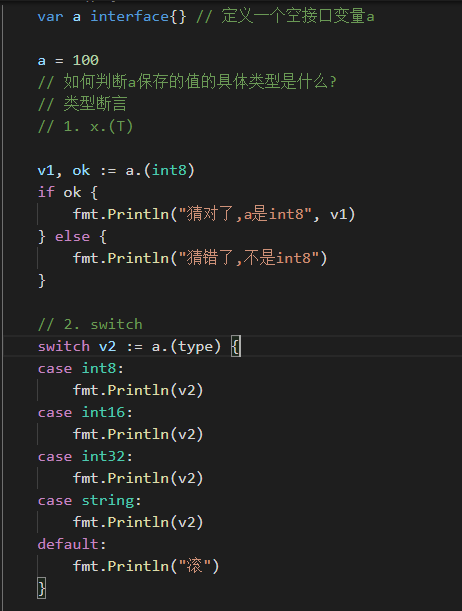 var a interface{} // 定义一个空接口变量a
a = 100
// 如何判断a保存的值的具体类型是什么?
// 类型断言
// 1. x.(T)
v1, ok := a.(int8)
if ok {
fmt.Println("猜对了,a是int8", v1)
} else {
fmt.Println("猜错了,不是int8")
}
// 2. switch
switch v2 := a.(type) {
case int8:
fmt.Println(v2)
case int16:
fmt.Println(v2)
case int32:
fmt.Println(v2)
case string:
fmt.Println(v2)
default:
fmt.Println("滚")
}